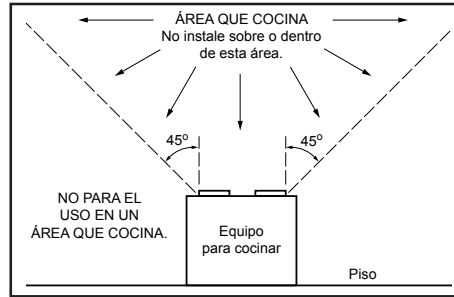 ÁREA QUE COCINA
No instale sobre o dentro
de esta área.
45º
45º
NO PARA EL
USO EN UN
ÁREA QUE COCINA.
Equipo
para cocinar
Piso